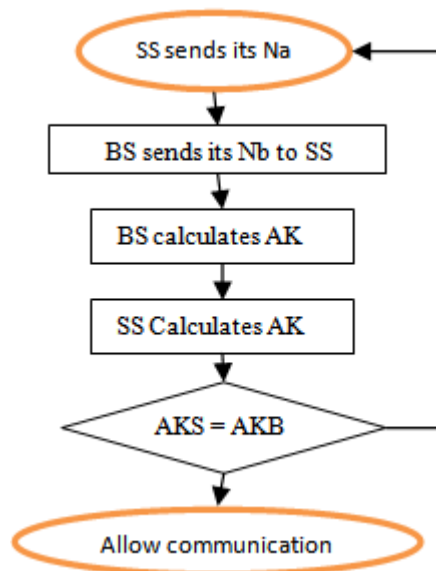 SS sends its Na
BS sends its Nb to SS
BS calculates AK
SS Calculates AK
AKS = AKB
Allow communication